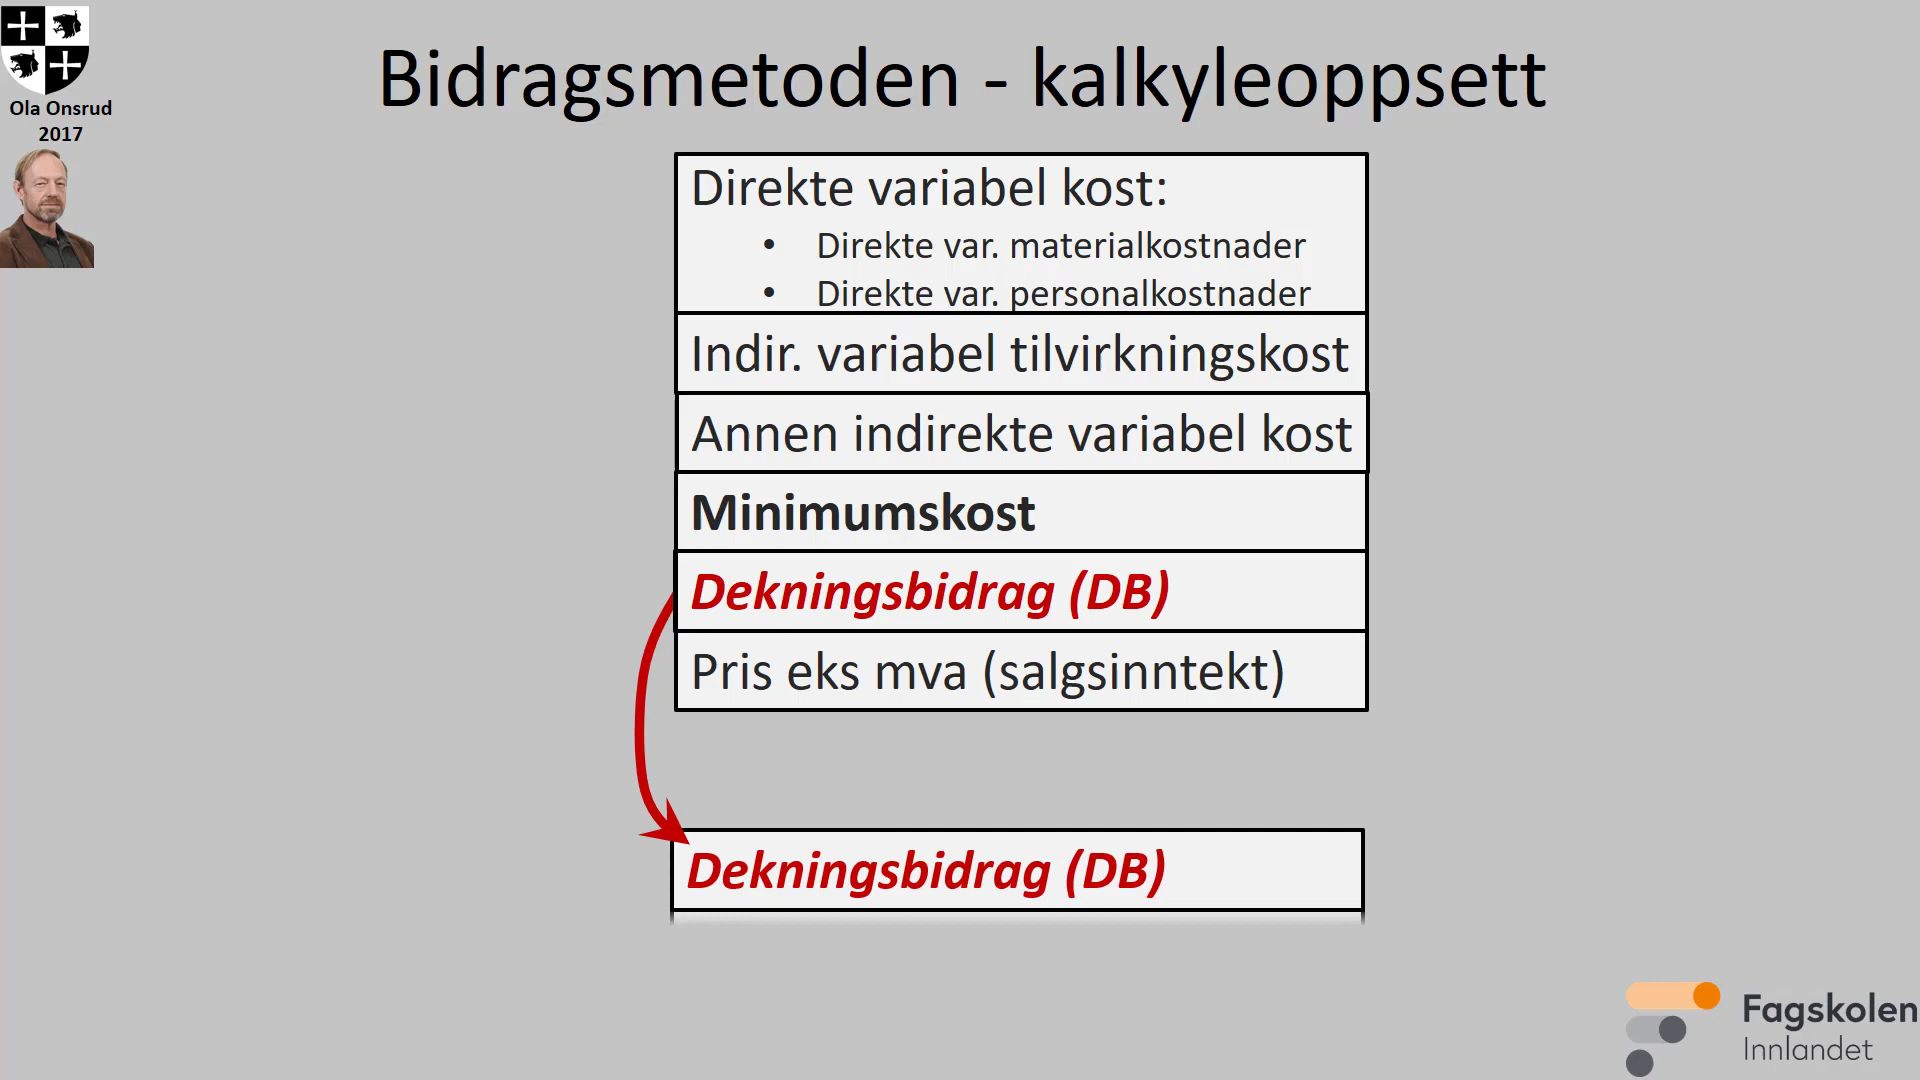 Bidragsmetoden - kalkyleoppsett
Ola Onsrud
2017
Direkte variabel kost:
• Direkte var. materialkostnader
• Direkte var. personalkostnader
Indir. variabel tilvirkningskost
Annen indirekte variabel kost
Minimumskost
Dekningsbidrag (DB)
Pris eks mva (salgsinntekt)
Dekningsbidrag (DB)
Fagskolen
Innlandet